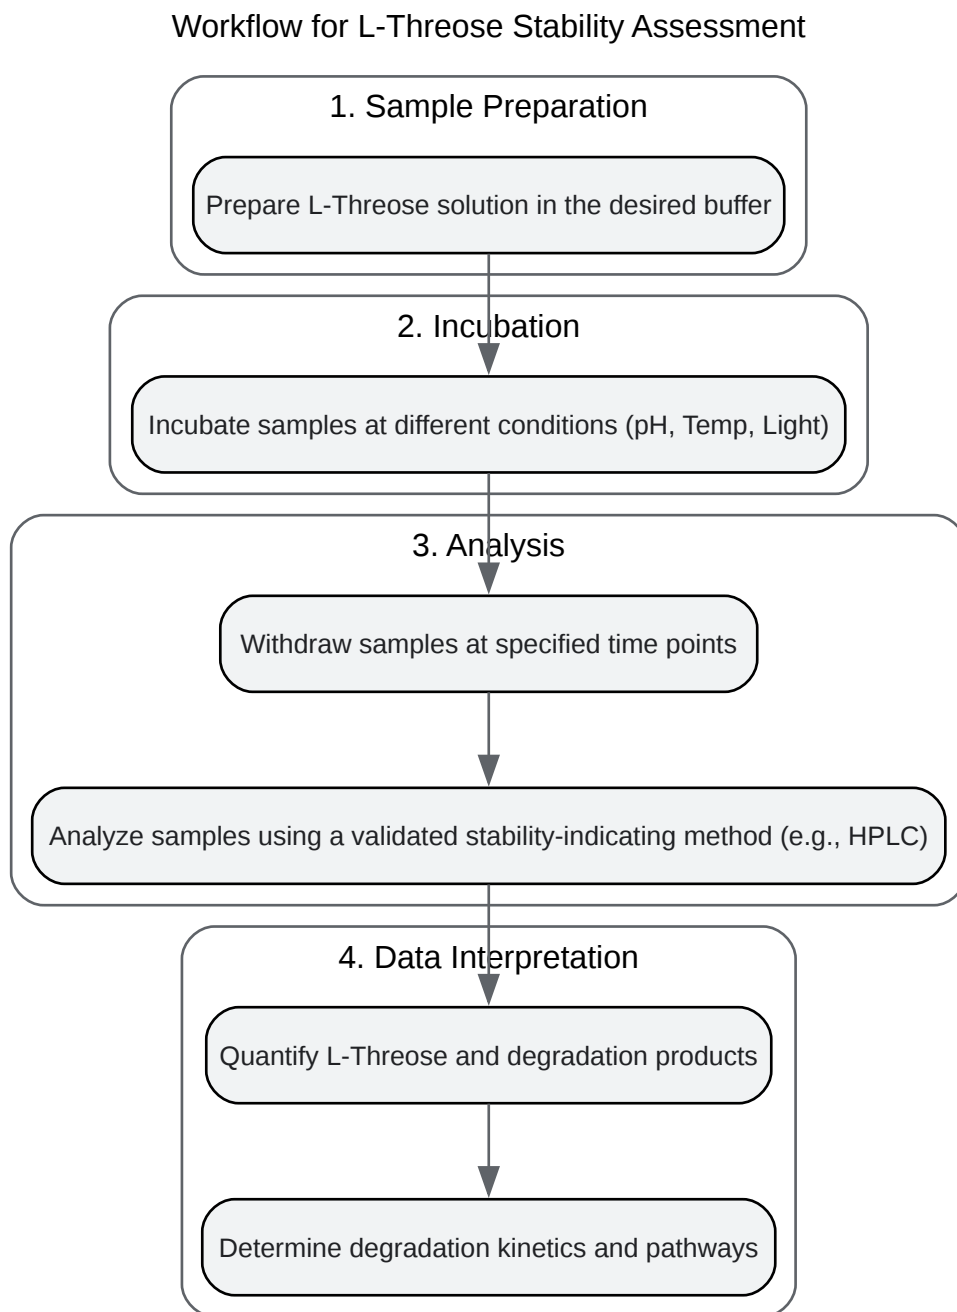 Workflow for L-Threose Stability Assessment
1. Sample Preparation
Prepare L-Threose solution in the desired buffer
2. Incubation
Incubate samples at different conditions (pH, Temp, Light)
3. Analysis
Withdraw samples at specified time points
Analyze samples using a validated stability-indicating method (e.g., HPLC)
4. Data Interpretation
Quantify L-Threose and degradation products
Determine degradation kinetics and pathways